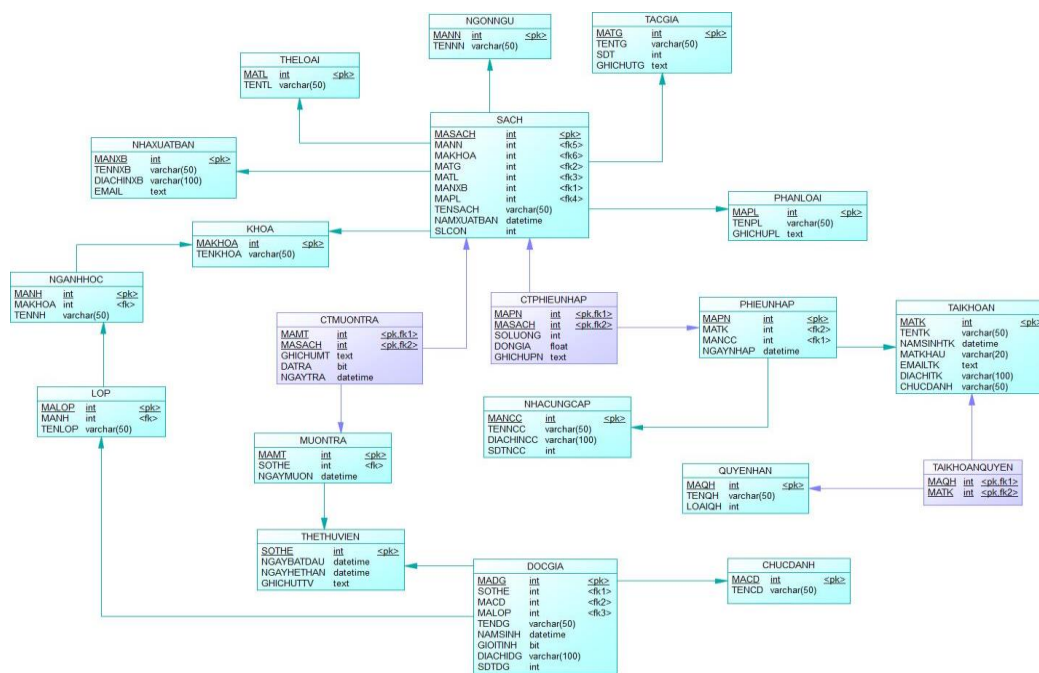 NGONNGU
MANN int <pk>
TENNN varchar(50)
TACGIA
MATG int <pk>
TENTG varchar(50)
SDT int
GHICHUTG text
THELOAI
MATL int <pk>
TENTL varchar(50)
SACH
MASACH int <pk>
MANN int <fk5>
MAKHOA int <fk6>
MATG int <fk2>
MATL int <fk3>
MANXB int <fk1>
MAPL int <fk4>
TENSACH varchar(50)
NAMXUATBAN datetime
SLCON int
NHAXUATBAN
MANXB int <pk>
TENNXB varchar(50)
DIACHINXB varchar(100)
EMAIL text
PHANLOAI
MAPL int <pk>
TENPL varchar(50)
GHICHUPL text
KHOA
MAKHOA int <pk>
TENKHOA varchar(50)
NGANHHOC
MANH int <pk>
MAKHOA int <fk>
TENNH varchar(50)
CTPHIEUNHAP
MAPN int <pk,fk1>
MASACH int <pk,fk2>
SOLUONG int
DONGIA float
GHICHUPN text
PHIEUNHAP
MAPN int <pk>
MATK int <fk2>
MANCC int <fk1>
NGAYNHAP datetime
TAIKHOAN
MATK int <pk>
TENTK varchar(50)
NAMSINHTK datetime
MATKHAU varchar(20)
EMAILTK text
DIACHITK varchar(100)
CHUCDANH varchar(50)
CTMUONTRA
MAMT int <pk,fk1>
MASACH int <pk,fk2>
GHICHUMT text
DATRA bit
NGAYTRA datetime
LOP
MALOP int <pk>
MANH int <fk>
TENLOP varchar(50)
NHACUNGCAP
MANCC int <pk>
TENNCC varchar(50)
DIACHINCC varchar(100)
SDTNCC int
MUONTRA
MAMT int <pk>
SOTHE int <fk>
NGAYMUON datetime
QUYENHAN
MAQH int <pk>
TENQH varchar(50)
LOAIQH int
TAIKHOANQUYEN
MAQH int <pk,fk1>
MATK int <pk,fk2>
THETHUVIEN
SOTHE int <pk>
NGAYBATDAU datetime
NGAYHETHAN datetime
GHICHUTTV text
DOCGIA
MADG int <pk>
SOTHE int <fk1>
MACD int <fk2>
MALOP int <fk3>
TENDG varchar(50)
NAMSINH datetime
GIOITINH bit
DIACHIDG varchar(100)
SDTDG int
CHUCDANH
MACD int <pk>
TENCD varchar(50)